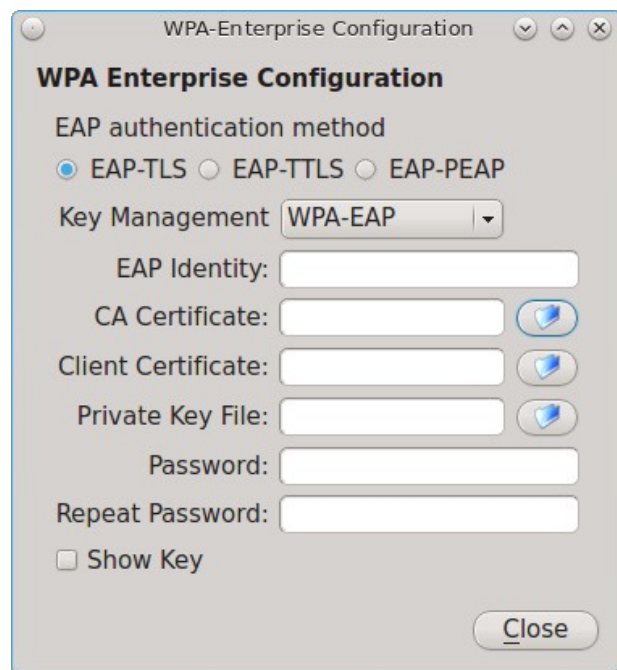 WPA-Enterprise Configuration
WPA Enterprise Configuration
EAP authentication method
EAP-TLS EAP-TTLS EAP-PEAP
Key Management WPA-EAP
EAP Identity:
CA Certificate:
Client Certificate:
Private Key File:
Password:
Repeat Password:
Show Key
Close